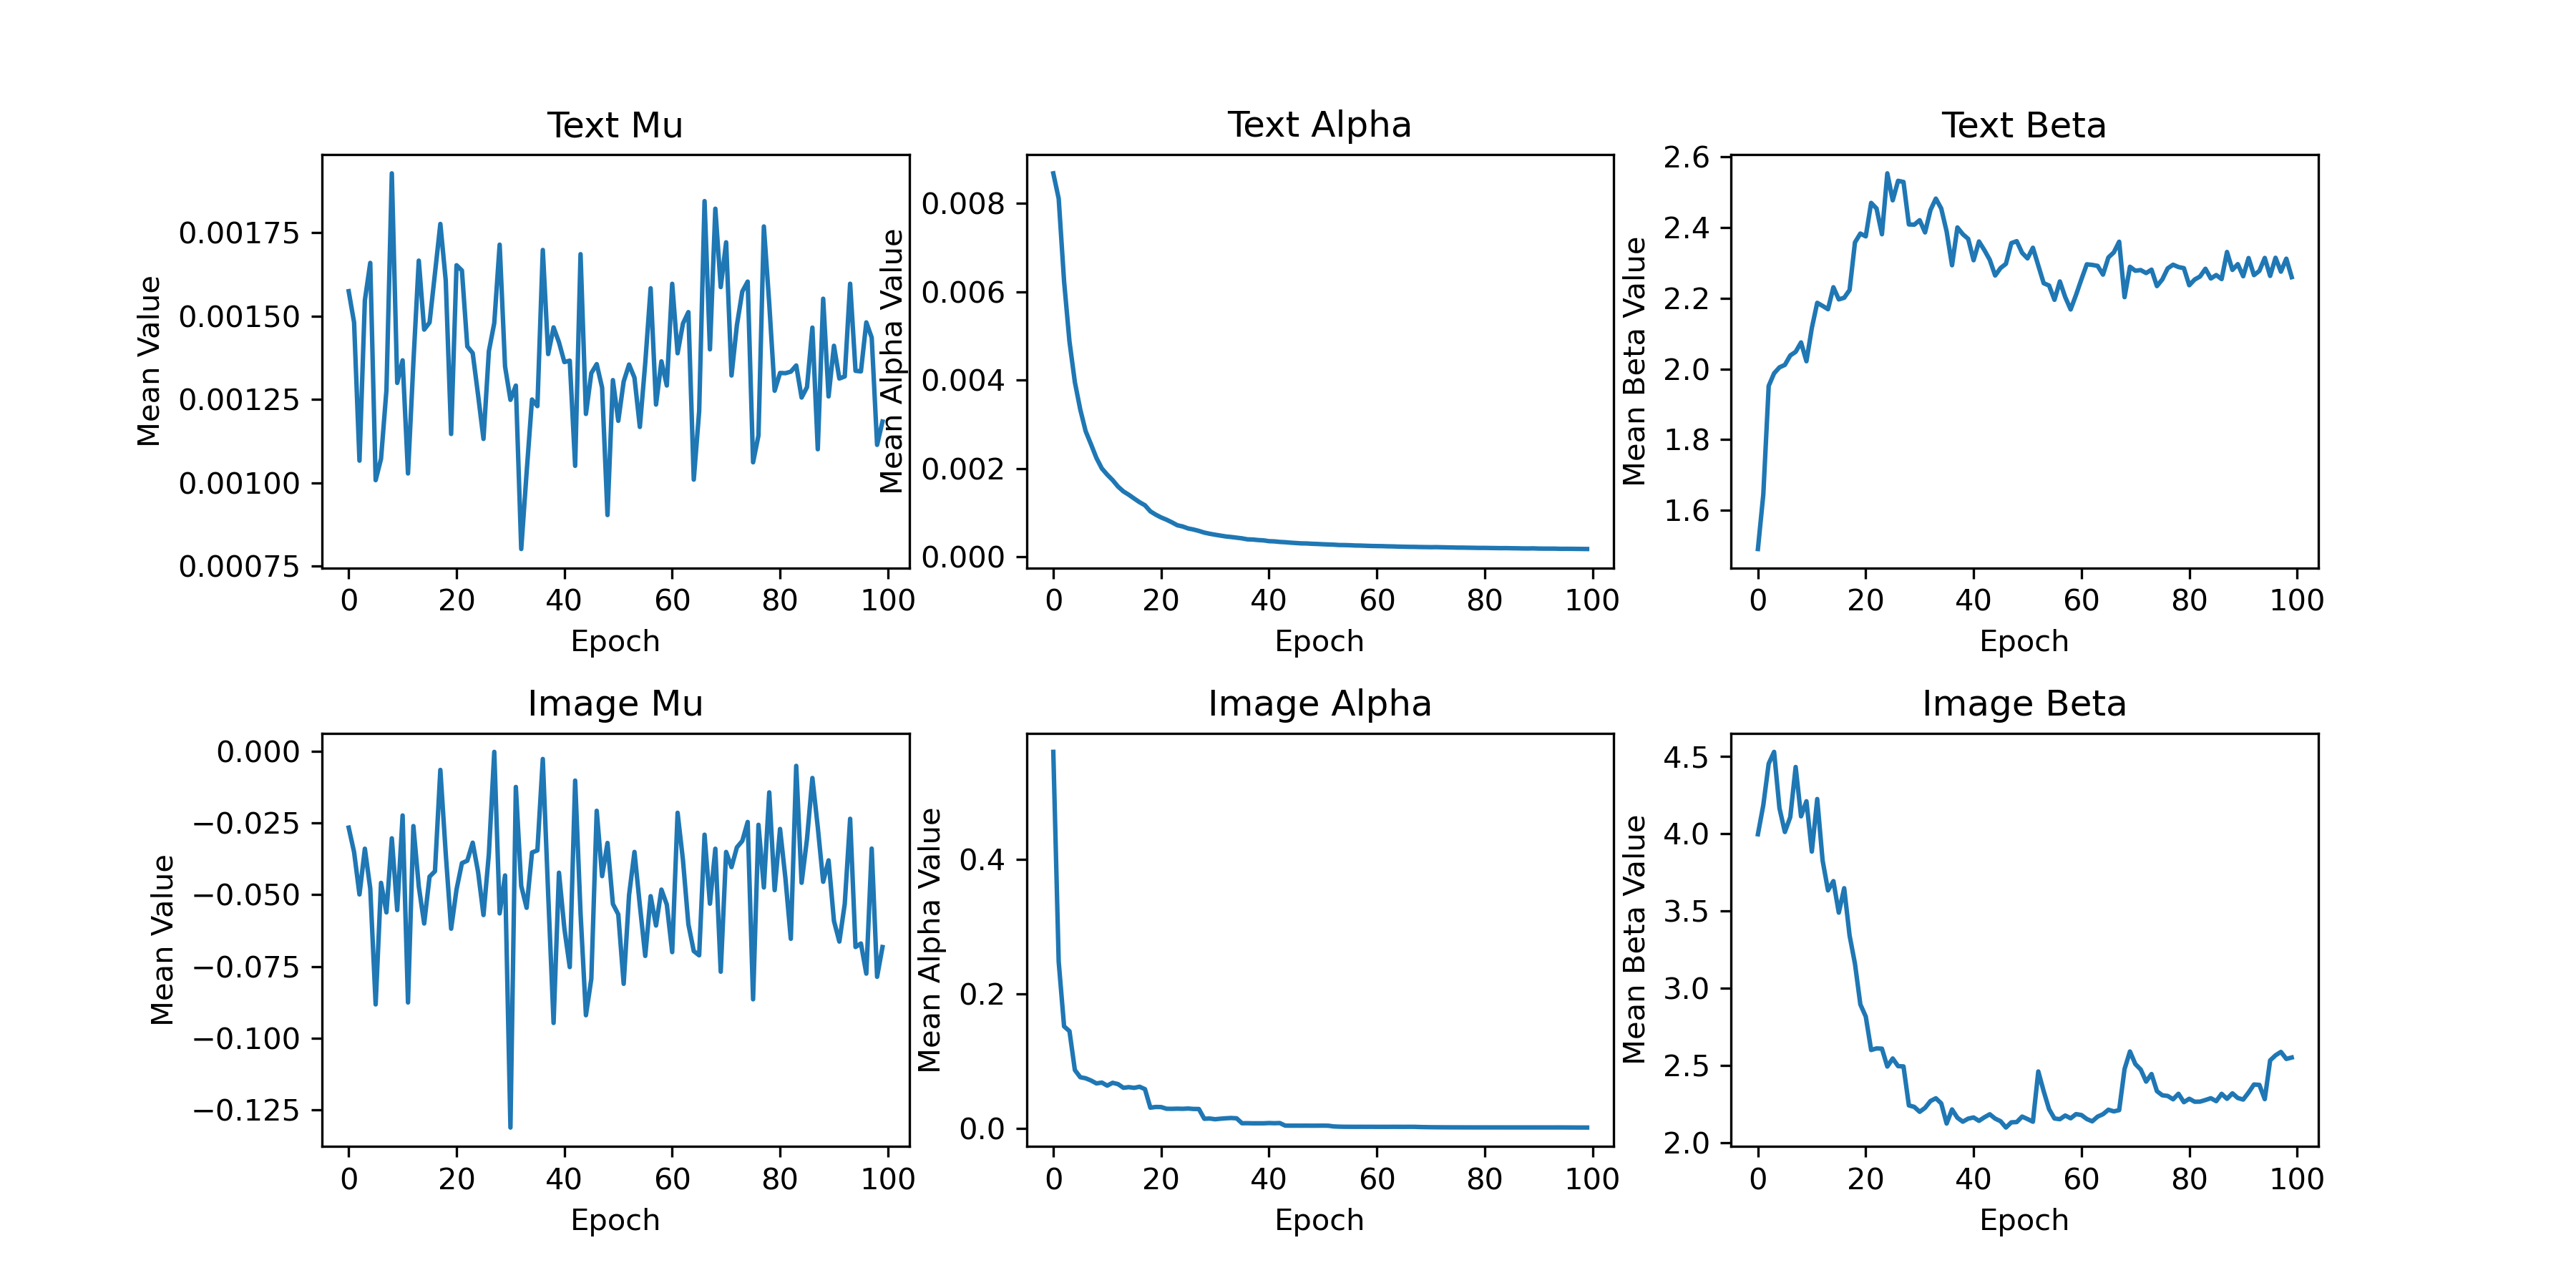 Text Mu
Mean Value
0.00175
0.00150
0.00125
0.00100
0.00075
0 20 40 60 80 100
Epoch
Text Alpha
Mean Alpha Value
0.008
0.006
0.004
0.002
0.000
0 20 40 60 80 100
Epoch
Text Beta
Mean Beta Value
2.6
2.4
2.2
2.0
1.8
1.6
0 20 40 60 80 100
Epoch
Image Mu
Mean Value
0.000
−0.025
−0.050
−0.075
−0.100
−0.125
0 20 40 60 80 100
Epoch
Image Alpha
Mean Alpha Value
0.4
0.2
0.0
0 20 40 60 80 100
Epoch
Image Beta
Mean Beta Value
4.5
4.0
3.5
3.0
2.5
2.0
0 20 40 60 80 100
Epoch